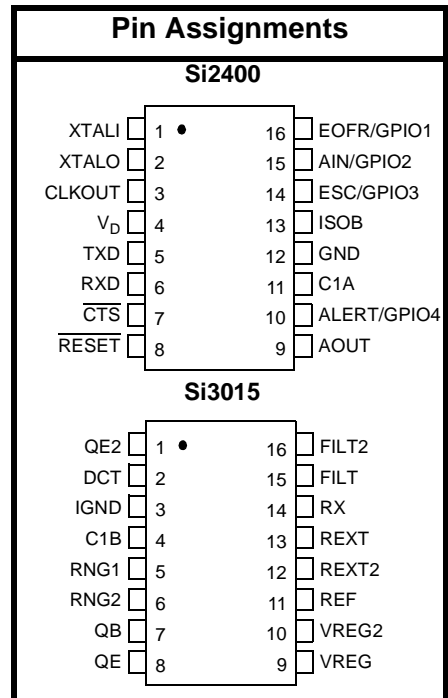 Pin Assignments
Si2400
XTALI 1 16 EOFR/GPIO1
XTALO 2 15 AIN/GPIO2
CLKOUT 3 14 ESC/GPIO3
VD 4 13 ISOB
TXD 5 12 GND
RXD 6 11 C1A
CTS 7 10 ALERT/GPIO4
RESET 8 9 AOUT
Si3015
QE2 1 16 FILT2
DCT 2 15 FILT
IGND 3 14 RX
C1B 4 13 REXT
RNG1 5 12 REXT2
RNG2 6 11 REF
QB 7 10 VREG2
QE 8 9 VREG